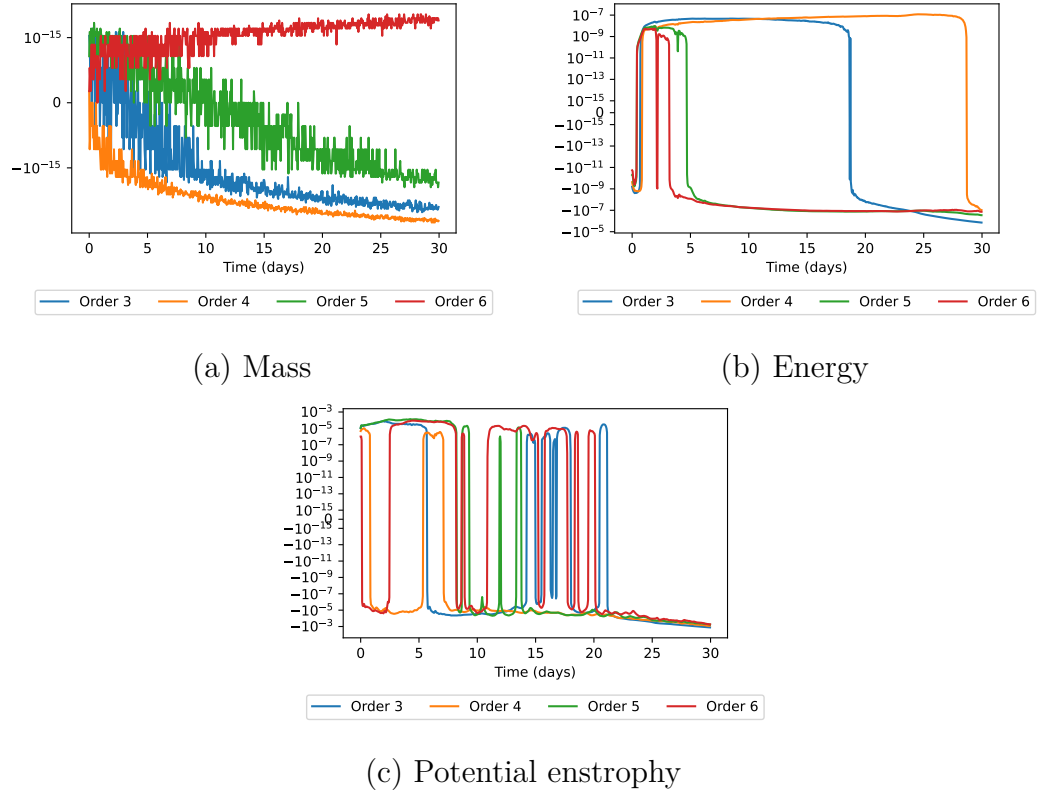 10^{-15}
0
−10^{-15}
0 5 10 15 20 25 30
Time (days)
Order 3 Order 4 Order 5 Order 6
(a) Mass
10^{-7}
10^{-9}
10^{-11}
10^{-13}
10^{-15}
0
−10^{-15}
−10^{-13}
−10^{-11}
−10^{-9}
−10^{-7}
−10^{-5}
0 5 10 15 20 25 30
Time (days)
Order 3 Order 4 Order 5 Order 6
(b) Energy
10^{-3}
10^{-5}
10^{-7}
10^{-9}
10^{-11}
10^{-13}
10^{-15}
0
−10^{-15}
−10^{-13}
−10^{-11}
−10^{-9}
−10^{-7}
−10^{-5}
−10^{-3}
0 5 10 15 20 25 30
Time (days)
Order 3 Order 4 Order 5 Order 6
(c) Potential enstrophy